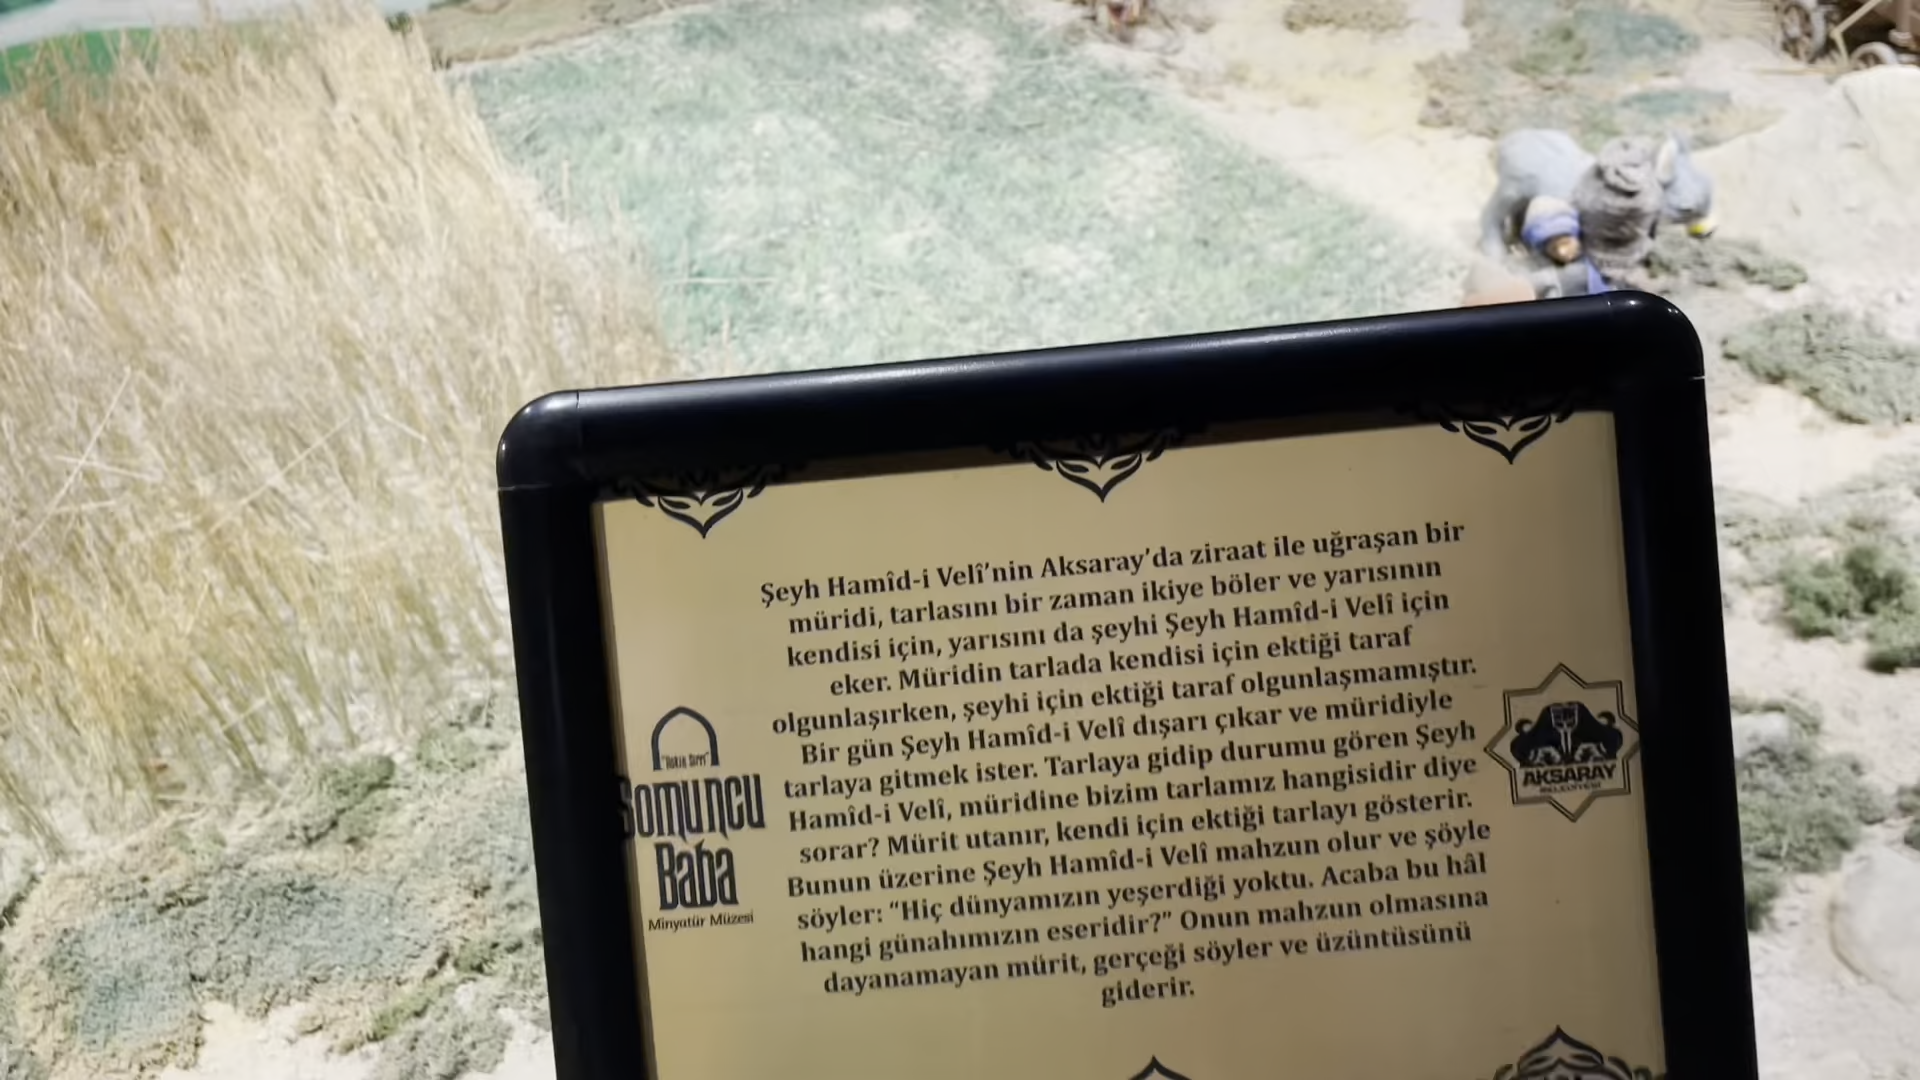 Şeyh Hamîd-i Velî’nin Aksaray’da ziraat ile uğraşan bir
müridi, tarlasını bir zaman ikiye böler ve yarısının
kendisi için, yarısını da şeyhi Şeyh Hamîd-i Velî için
eker. Müridin tarlada kendisi için ektiği taraf
olgunlaşırken, şeyhi için ektiği taraf olgunlaşmamıştır.
Bir gün Şeyh Hamîd-i Velî dışarı çıkar ve müridiyle
tarlaya gitmek ister. Tarlaya gidip durumu gören Şeyh
Hamîd-i Velî, müridine bizim tarlamız hangisidir diye
sorar? Mürit utanır, kendi için ektiği tarlayı gösterir.
Bunun üzerine Şeyh Hamîd-i Velî mahzun olur ve şöyle
söyler: “Hiç dünyamızın yeşerdiği yoktu. Acaba bu hâl
hangi günahımızın eseridir?” Onun mahzun olmasına
dayanamayan mürit, gerçeği söyler ve üzüntüsünü
giderir.
Somuncu
Baba
Minyatür Müzesi
AKSARAY
BELEDİYESİ